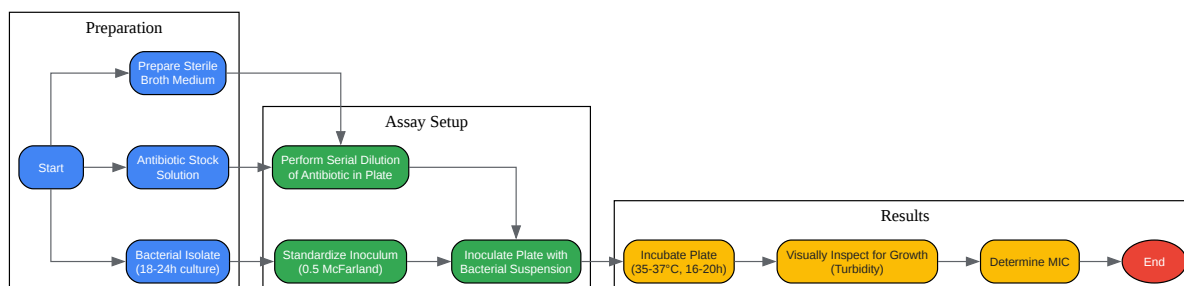 Preparation
Prepare Sterile
Broth Medium
Start
Antibiotic Stock
Solution
Bacterial Isolate
(18-24h culture)
Assay Setup
Perform Serial Dilution
of Antibiotic in Plate
Standardize Inoculum
(0.5 McFarland)
Inoculate Plate with
Bacterial Suspension
Results
Incubate Plate
(35-37°C, 16-20h)
Visually Inspect for Growth
(Turbidity)
Determine MIC
End